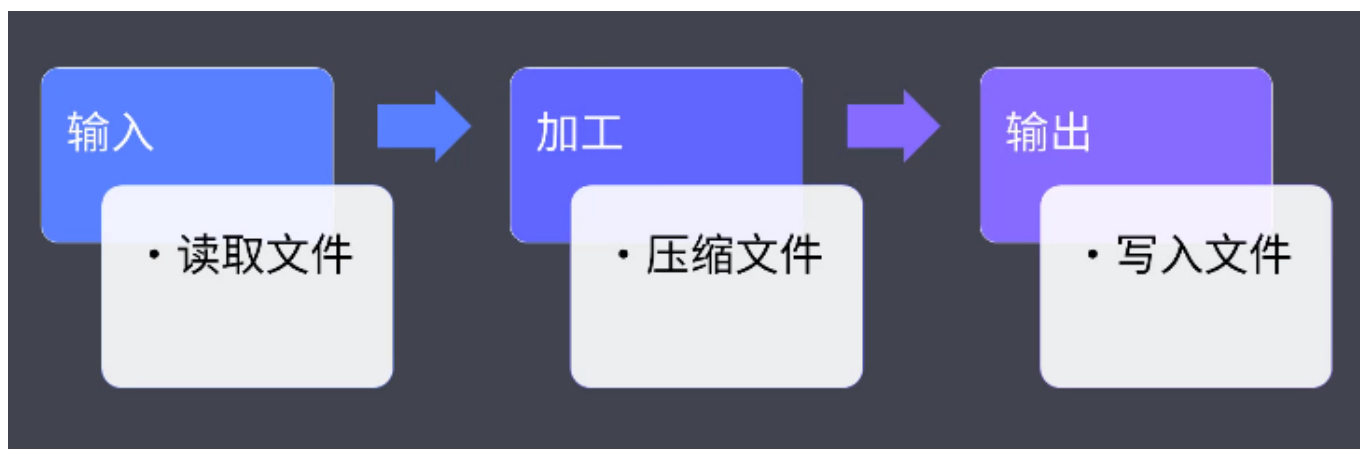 输入
• 读取文件
加工
• 压缩文件
输出
• 写入文件